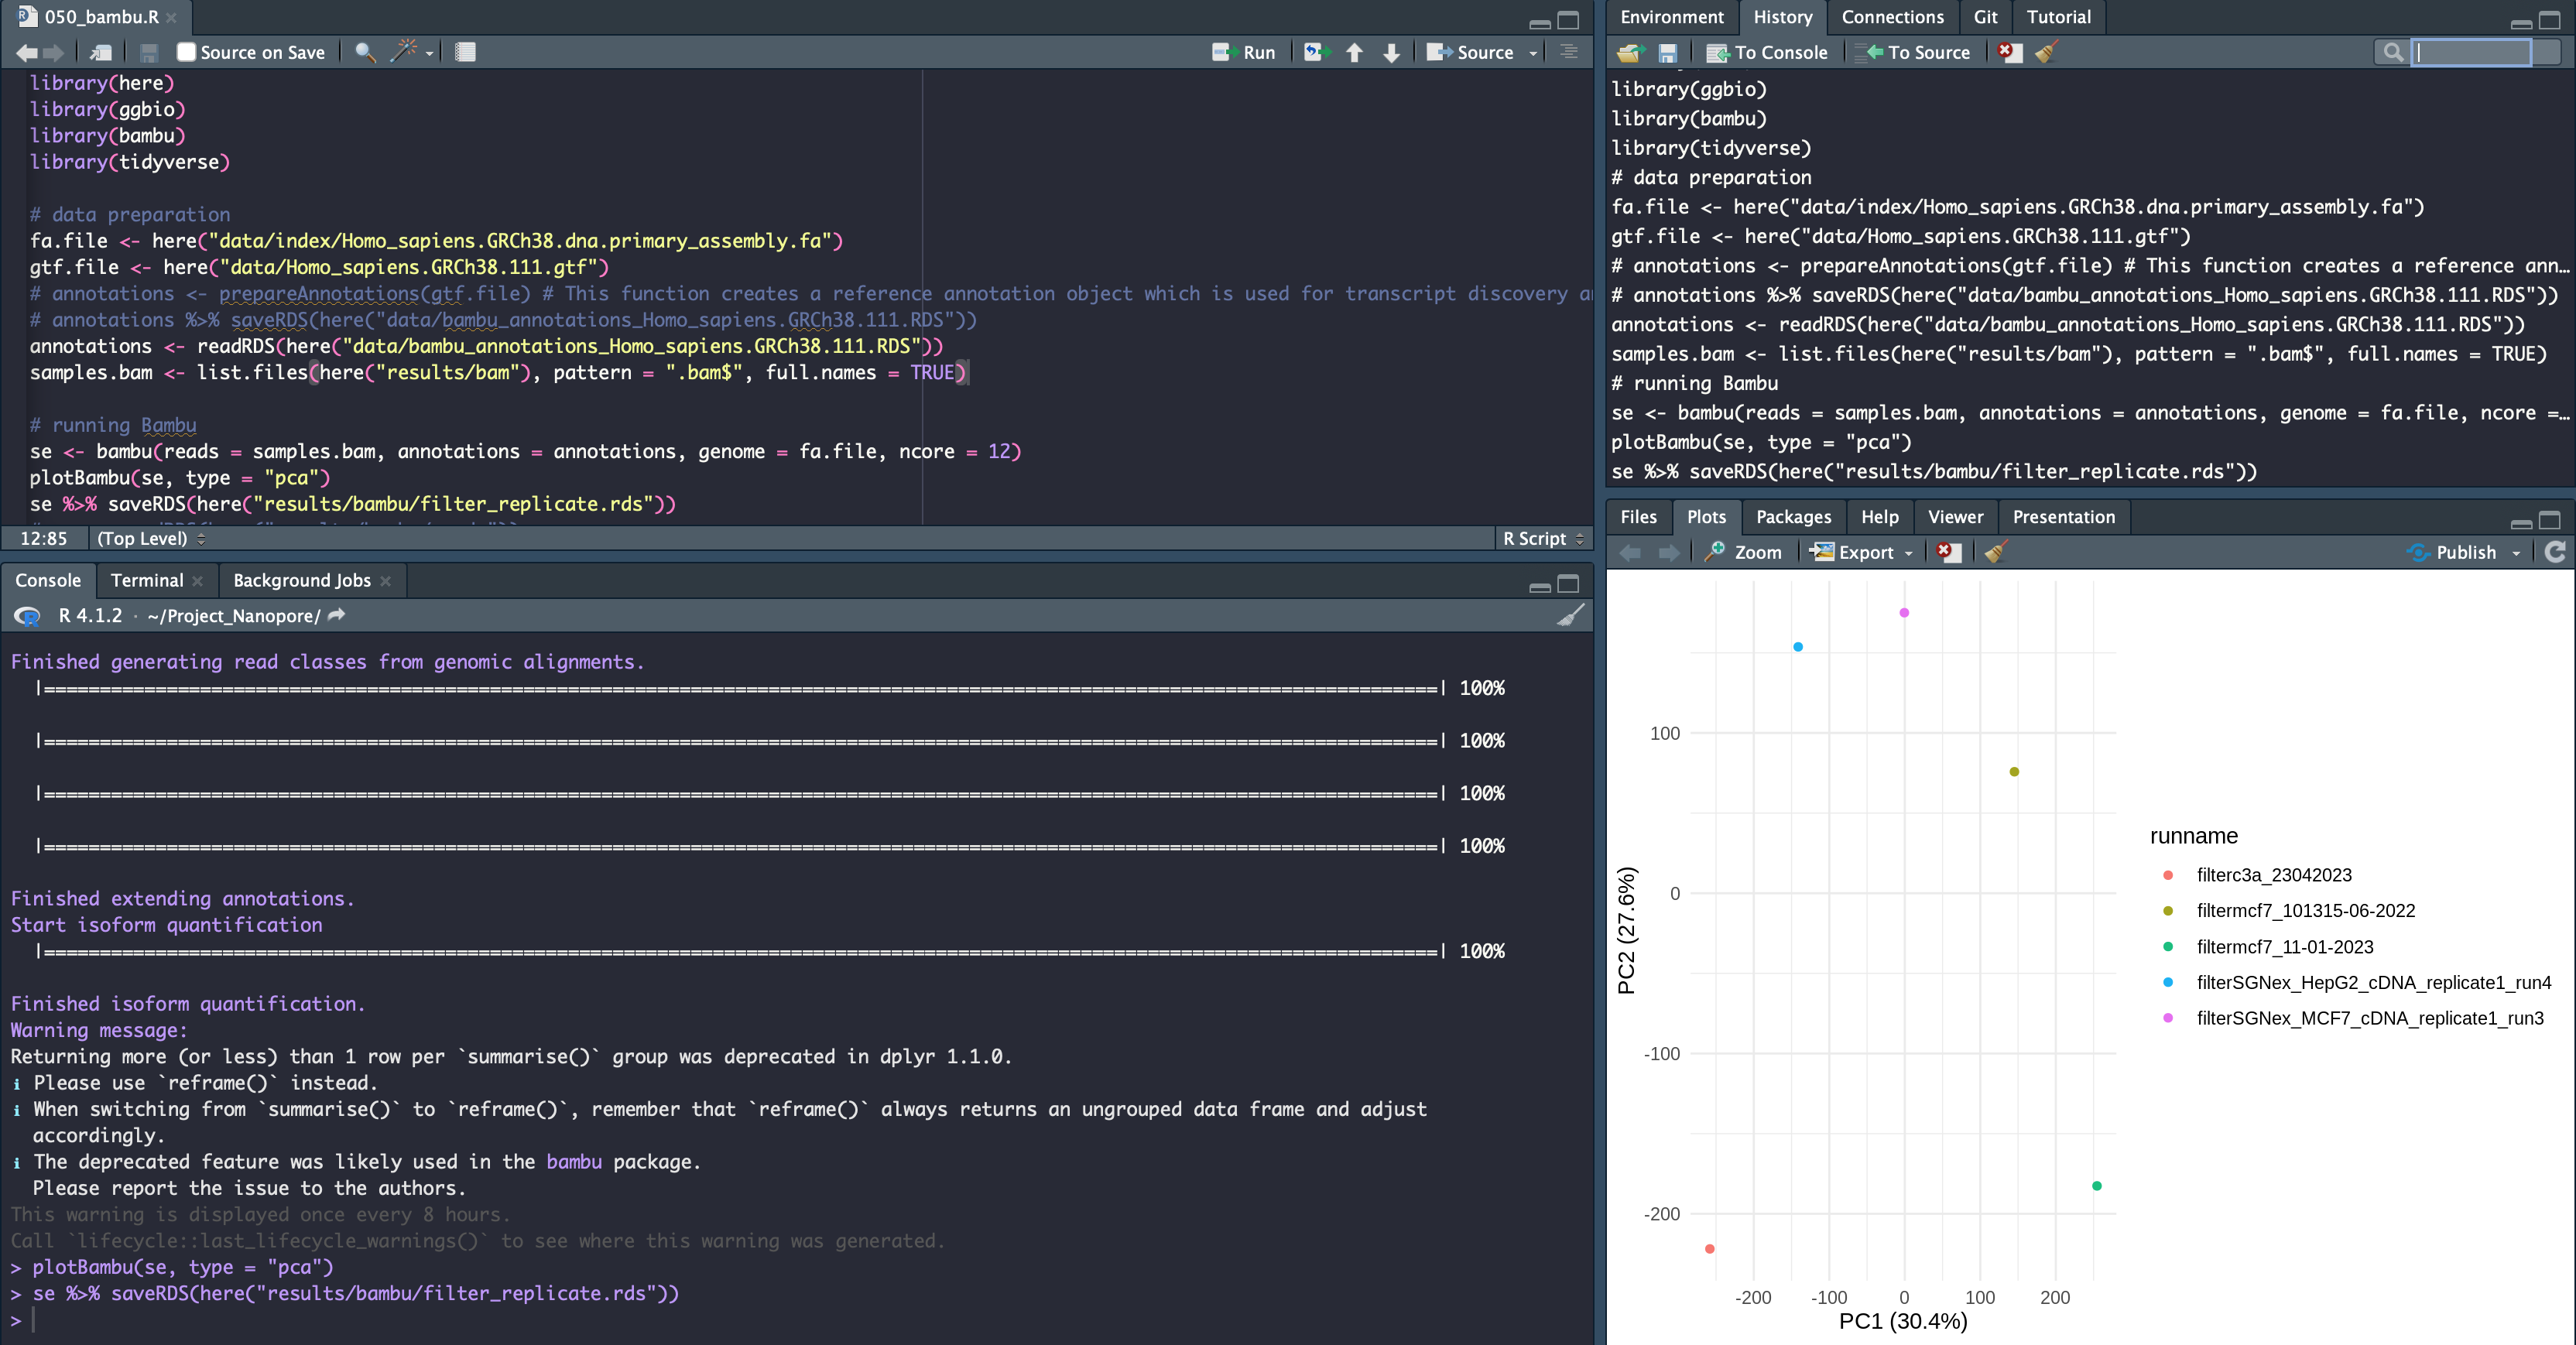 050_bambu.R
Source on Save
Run
Source
library(here)
library(ggbio)
library(bambu)
library(tidyverse)
# data preparation
fa.file <- here("data/index/Homo_sapiens.GRCh38.dna.primary_assembly.fa")
gtf.file <- here("data/Homo_sapiens.GRCh38.111.gtf")
# annotations <- prepareAnnotations(gtf.file) # This function creates a reference annotation object which is used for transcript discovery a
# annotations %>% saveRDS(here("data/bambu_annotations_Homo_sapiens.GRCh38.111.RDS"))
annotations <- readRDS(here("data/bambu_annotations_Homo_sapiens.GRCh38.111.RDS"))
samples.bam <- list.files(here("results/bam"), pattern = ".bam$", full.names = TRUE)
# running Bambu
se <- bambu(reads = samples.bam, annotations = annotations, genome = fa.file, ncore = 12)
plotBambu(se, type = "pca")
se %>% saveRDS(here("results/bambu/filter_replicate.rds"))
12:85 (Top Level) R Script
Console Terminal Background Jobs
R 4.1.2 · ~/Project_Nanopore/
Finished generating read classes from genomic alignments.
|==============================================================================================================================| 100%
|==============================================================================================================================| 100%
|==============================================================================================================================| 100%
|==============================================================================================================================| 100%
Finished extending annotations.
Start isoform quantification
|==============================================================================================================================| 100%
Finished isoform quantification.
Warning message:
Returning more (or less) than 1 row per `summarise()` group was deprecated in dplyr 1.1.0.
ℹ Please use `reframe()` instead.
ℹ When switching from `summarise()` to `reframe()`, remember that `reframe()` always returns an ungrouped data frame and adjust
accordingly.
ℹ The deprecated feature was likely used in the bambu package.
Please report the issue to the authors.
This warning is displayed once every 8 hours.
Call `lifecycle::last_lifecycle_warnings()` to see where this warning was generated.
> plotBambu(se, type = "pca")
> se %>% saveRDS(here("results/bambu/filter_replicate.rds"))
>
Environment History Connections Git Tutorial
To Console To Source
library(ggbio)
library(bambu)
library(tidyverse)
# data preparation
fa.file <- here("data/index/Homo_sapiens.GRCh38.dna.primary_assembly.fa")
gtf.file <- here("data/Homo_sapiens.GRCh38.111.gtf")
# annotations <- prepareAnnotations(gtf.file) # This function creates a reference ann…
# annotations %>% saveRDS(here("data/bambu_annotations_Homo_sapiens.GRCh38.111.RDS"))
annotations <- readRDS(here("data/bambu_annotations_Homo_sapiens.GRCh38.111.RDS"))
samples.bam <- list.files(here("results/bam"), pattern = ".bam$", full.names = TRUE)
# running Bambu
se <- bambu(reads = samples.bam, annotations = annotations, genome = fa.file, ncore =…
plotBambu(se, type = "pca")
se %>% saveRDS(here("results/bambu/filter_replicate.rds"))
Files Plots Packages Help Viewer Presentation
Zoom Export Publish
100
0
-100
-200
PC2 (27.6%)
-200 -100 0 100 200
PC1 (30.4%)
runname
filterc3a_23042023
filtermcf7_101315-06-2022
filtermcf7_11-01-2023
filterSGNex_HepG2_cDNA_replicate1_run4
filterSGNex_MCF7_cDNA_replicate1_run3